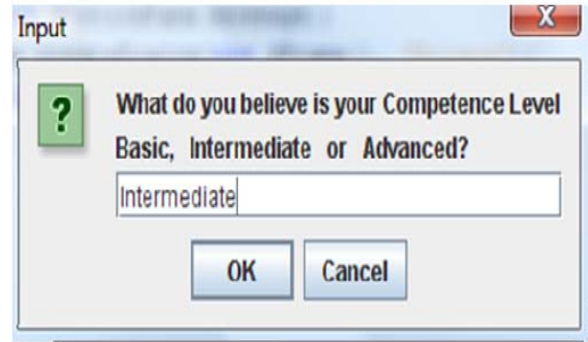 Input
X
?
What do you believe is your Competence Level
Basic, Intermediate or Advanced?
Intermediate
OK
Cancel